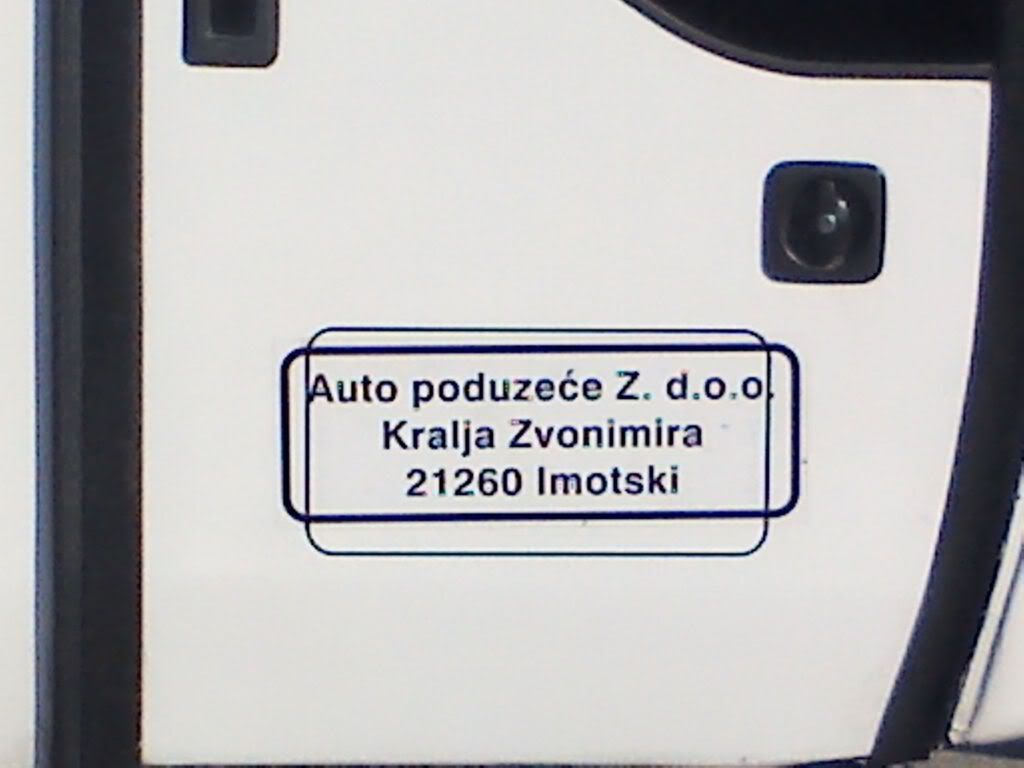 Auto poduzeće Z. d.o.o.
Kralja Zvonimira
21260 Imotski